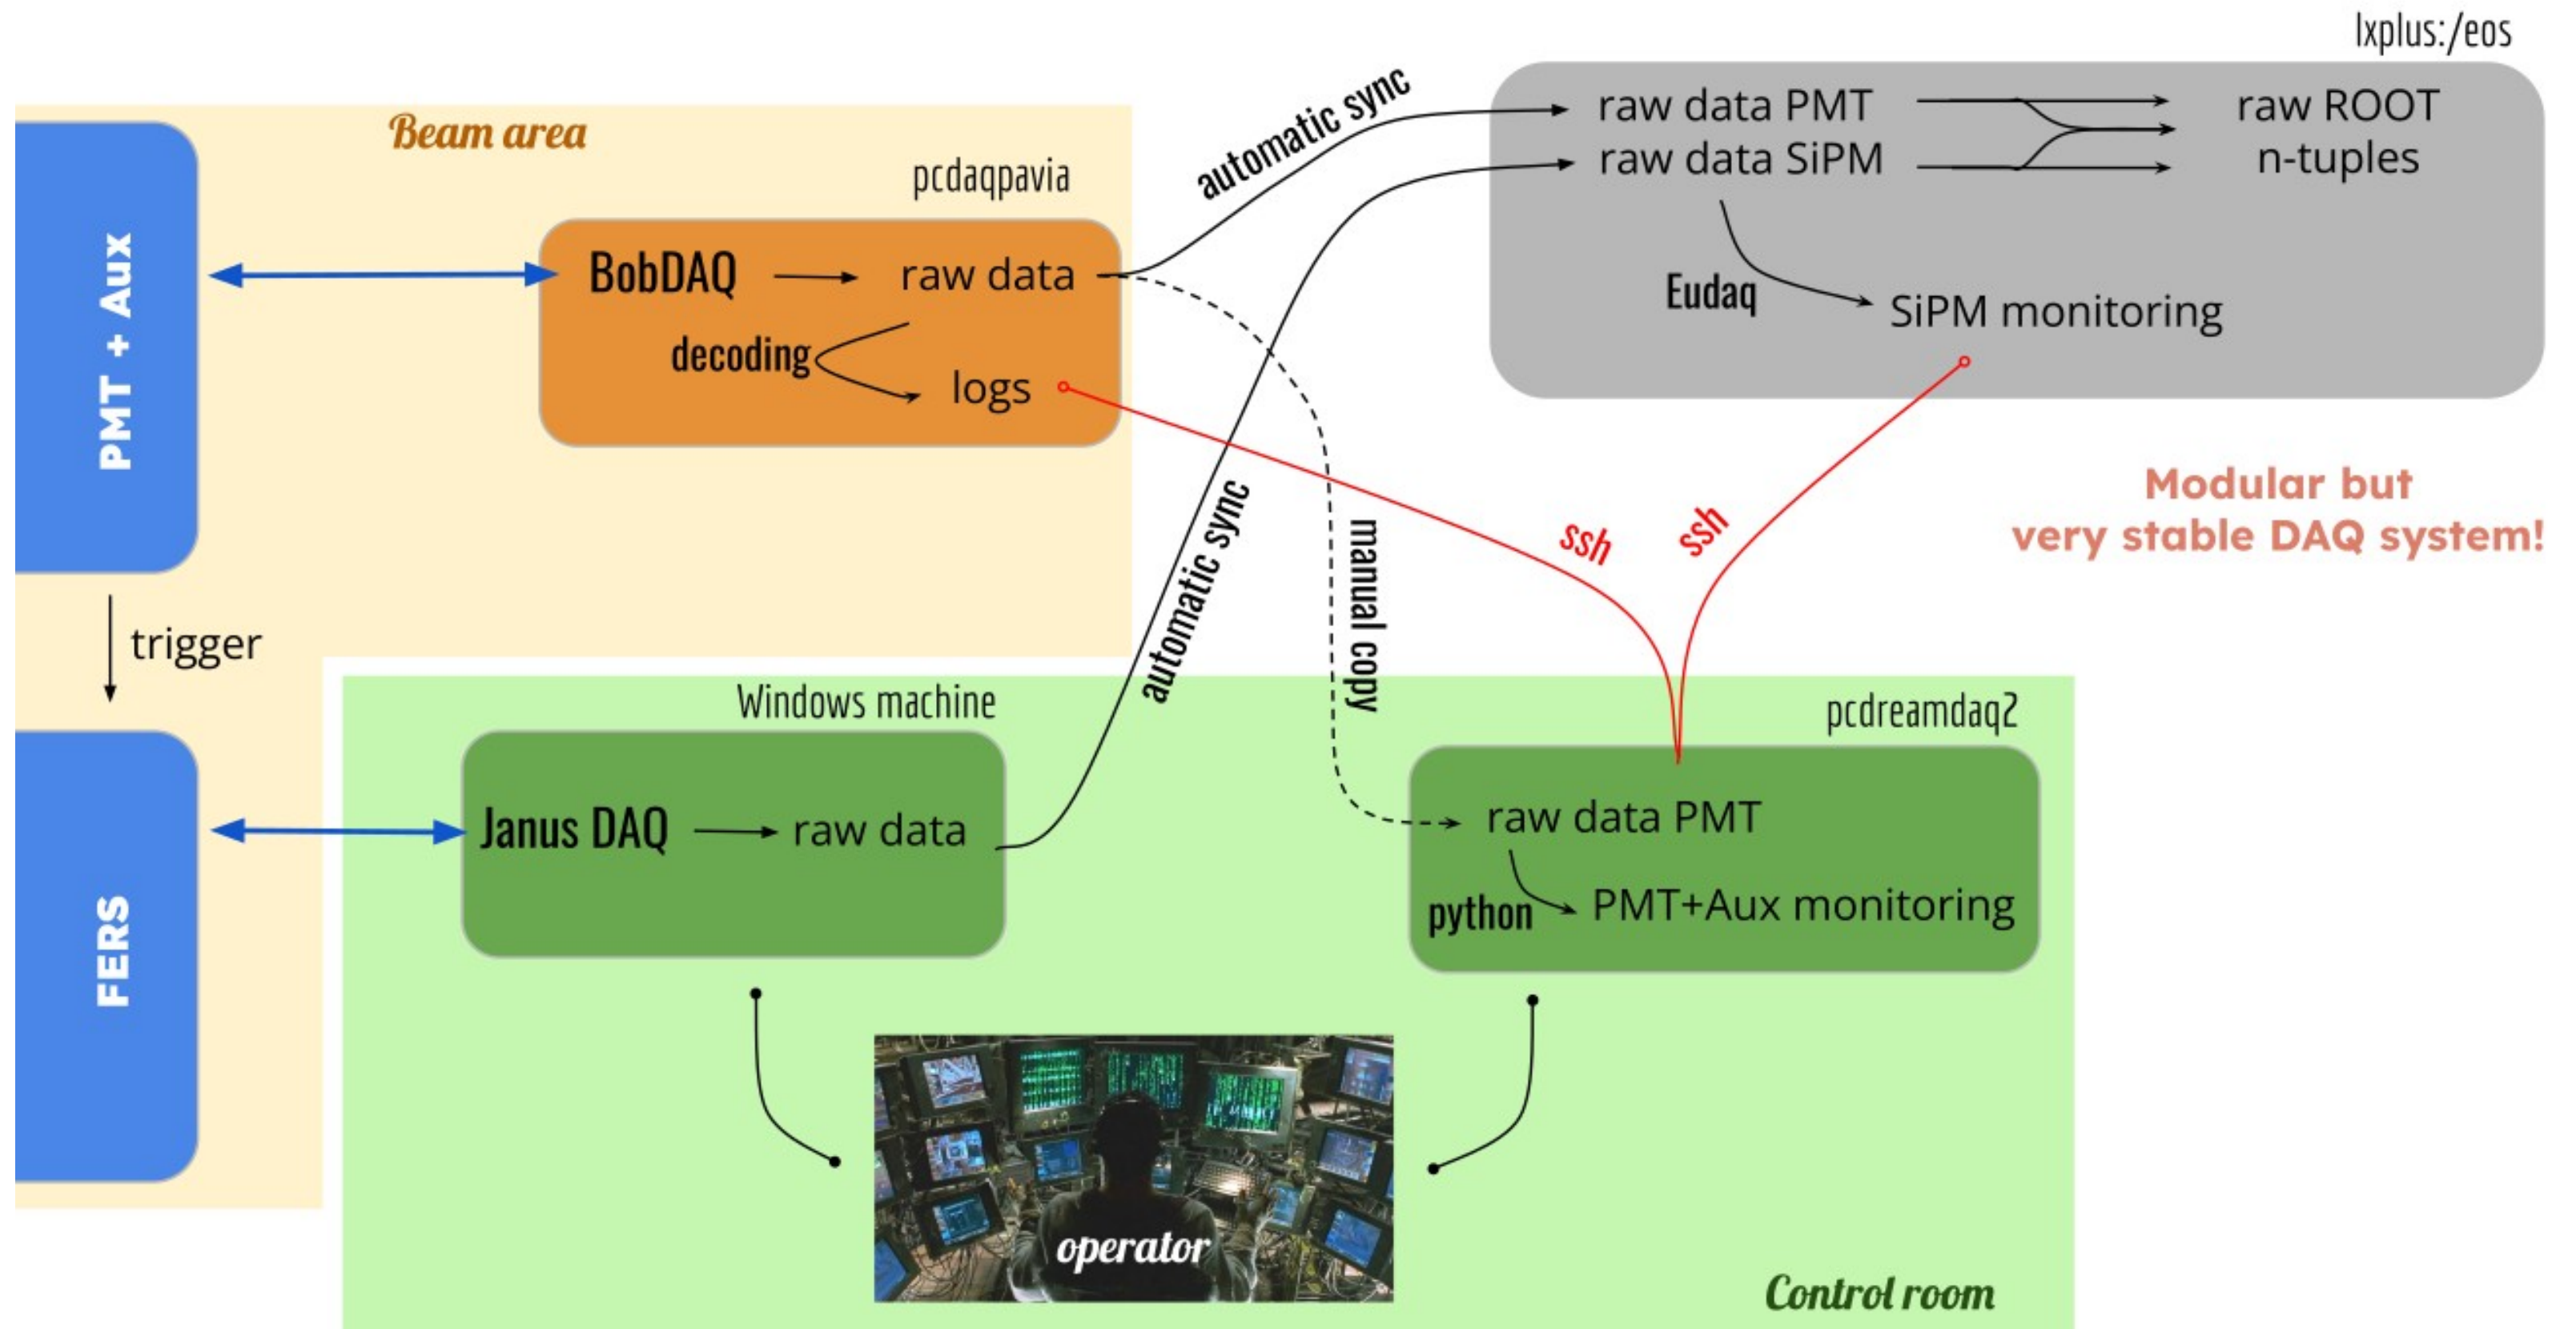 lxplus:/eos
Beam area
pcdaqpavia
PMT + Aux
BobDAQ
raw data
decoding
logs
automatic sync
raw data PMT
raw data SiPM
raw ROOT
n-tuples
Eudaq
SiPM monitoring
Modular but
very stable DAQ system!
ssh
ssh
automatic sync
manual copy
trigger
FERS
Windows machine
Janus DAQ
raw data
pcdreamdaq2
raw data PMT
python
PMT+Aux monitoring
operator
Control room